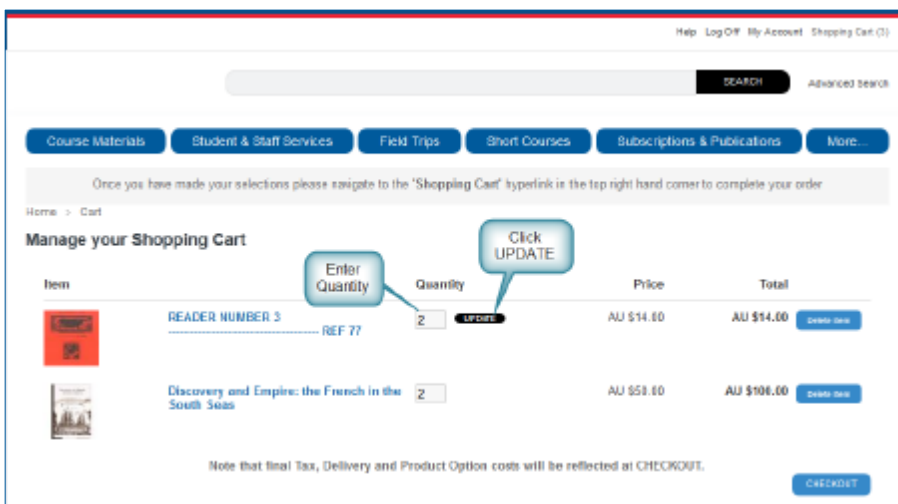 Help Log Off My Account Shopping Cart (3)
SEARCH Advanced Search
Course Materials Student & Staff Services Field Trips Short Courses Subscriptions & Publications More...
Once you have made your selections please navigate to the 'Shopping Cart' hyperlink in the top right hand corner to complete your order
Home > Cart
Manage your Shopping Cart
Click
UPDATE
Enter
Quantity
Item Quantity Price Total
READER NUMBER 3 2 UPDATE AU $14.00 AU $14.00 Delete Item
------------------------------------- REF 77
Discovery and Empire: the French in the 2 AU $50.00 AU $100.00 Delete Item
South Seas
Note that final Tax, Delivery and Product Option costs will be reflected at CHECKOUT.
CHECKOUT